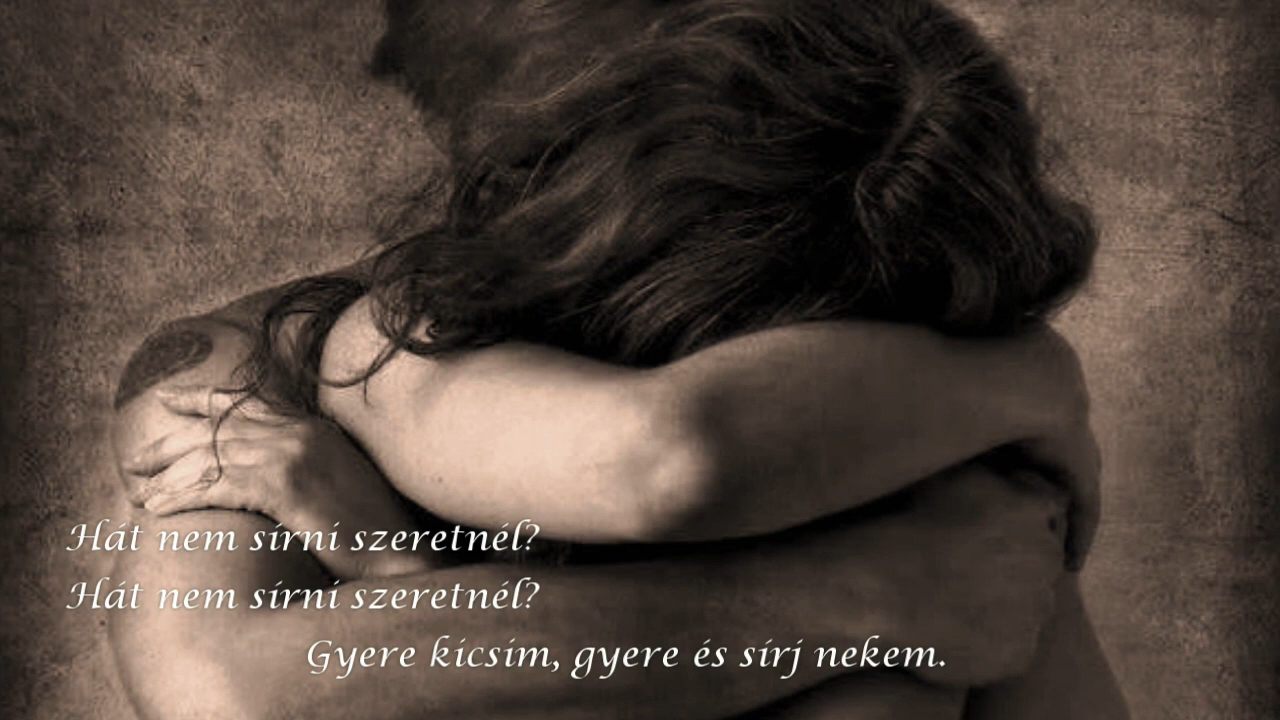 Hát nem sírni szeretnél?
Hát nem sírni szeretnél?
Gyere kicsim, gyere és sírj nekem.